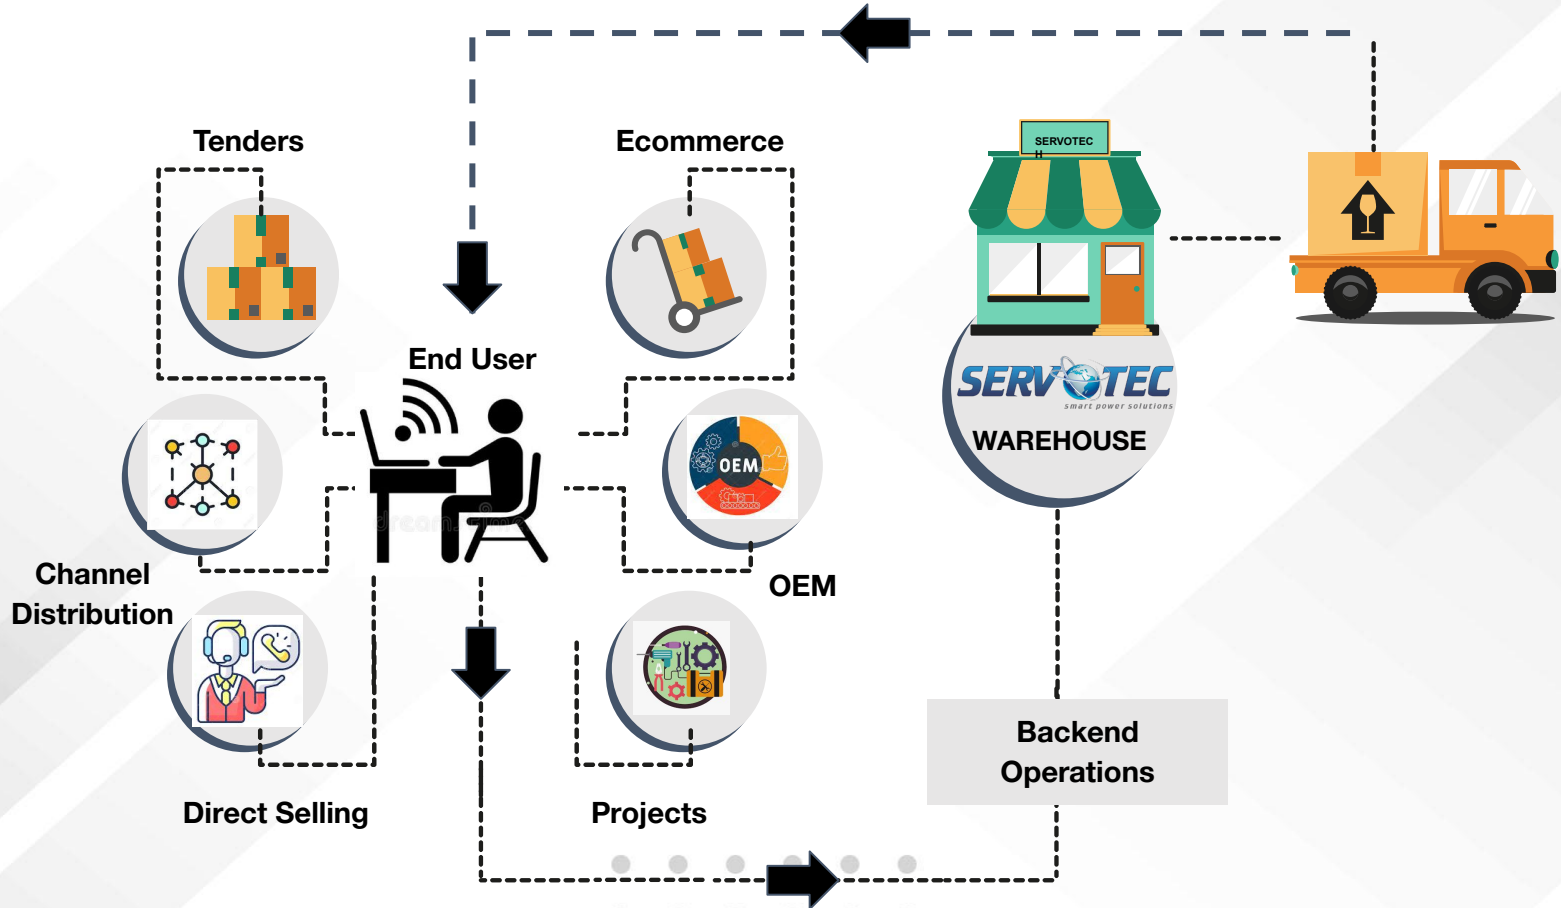 Tenders
Ecommerce
SERVOTEC
H
End User
SERVOTEC
smart power solutions
WAREHOUSE
OEM
Channel
Distribution
OEM
Backend
Operations
Direct Selling
Projects